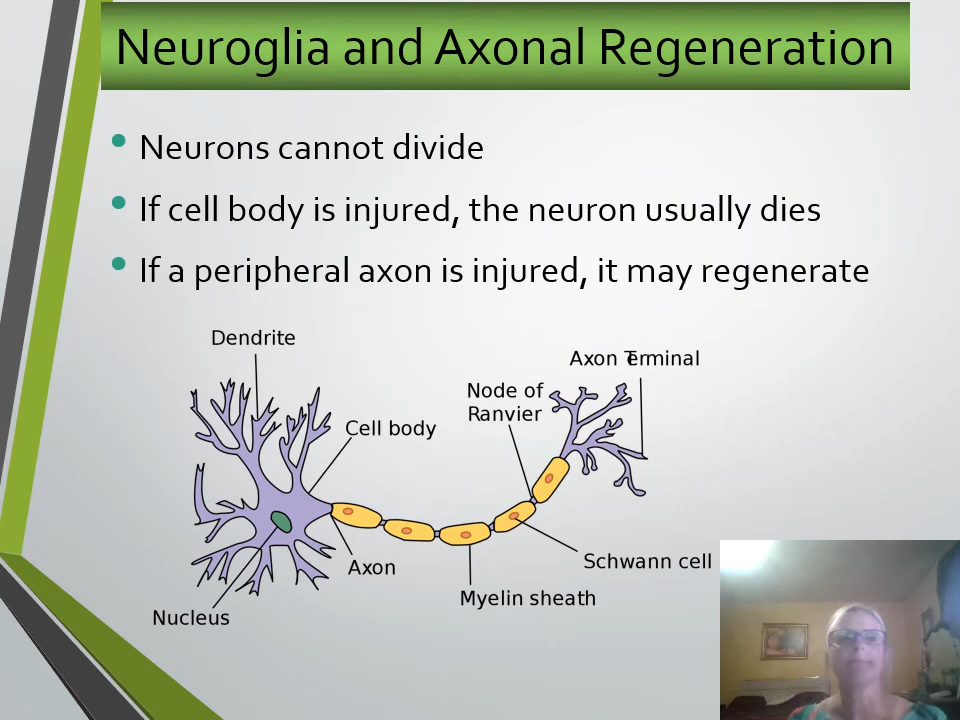 Neuroglia and Axonal Regeneration
Neurons cannot divide
If cell body is injured, the neuron usually dies
If a peripheral axon is injured, it may regenerate
Dendrite
Axon Terminal
Node of
Ranvier
Cell body
Schwann cell
Axon
Myelin sheath
Nucleus